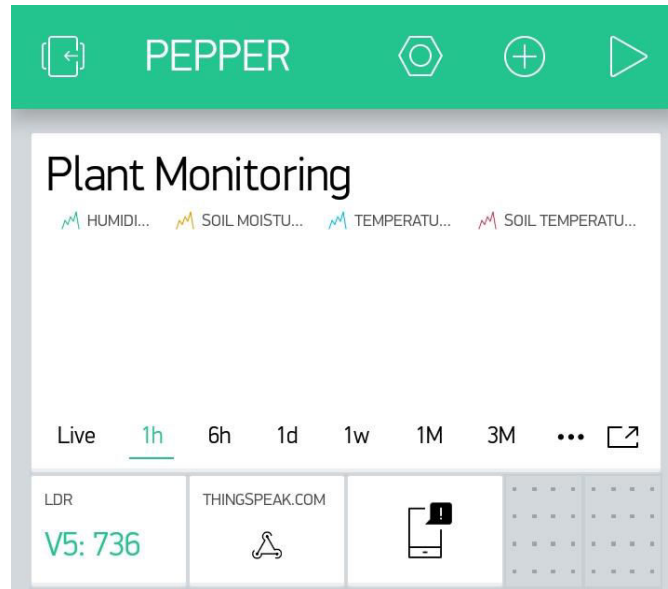 PEPPER
Plant Monitoring
HUMIDI... SOIL MOISTU... TEMPERATU... SOIL TEMPERATU...
Live 1h 6h 1d 1w 1M 3M •••
LDR THINGSPEAK.COM
V5: 736